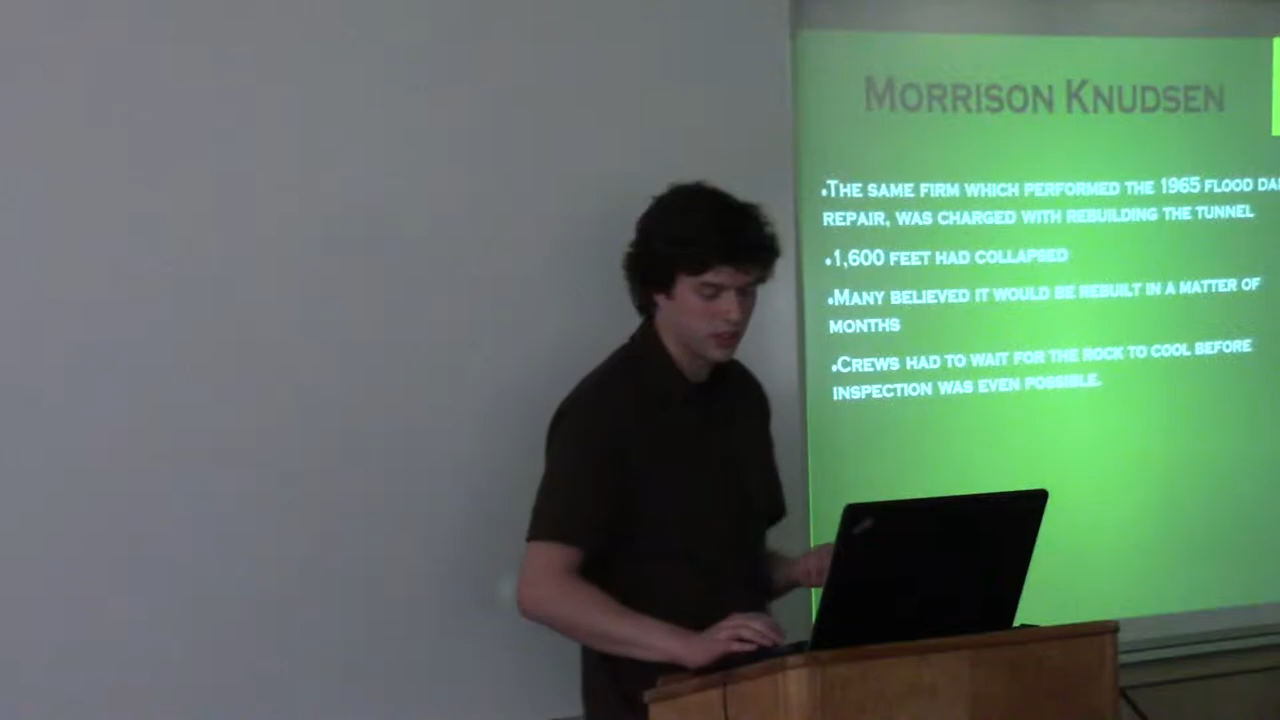 MORRISON KNUDSEN
•THE SAME FIRM WHICH PERFORMED THE 1965 FLOOD
REPAIR, WAS CHARGED WITH REBUILDING THE TUNNEL
•1,600 FEET HAD COLLAPSED
•MANY BELIEVED IT WOULD BE REBUILT IN A MATTER OF
MONTHS
•CREWS HAD TO WAIT FOR THE ROCK TO COOL BEFORE
INSPECTION WAS EVEN POSSIBLE.